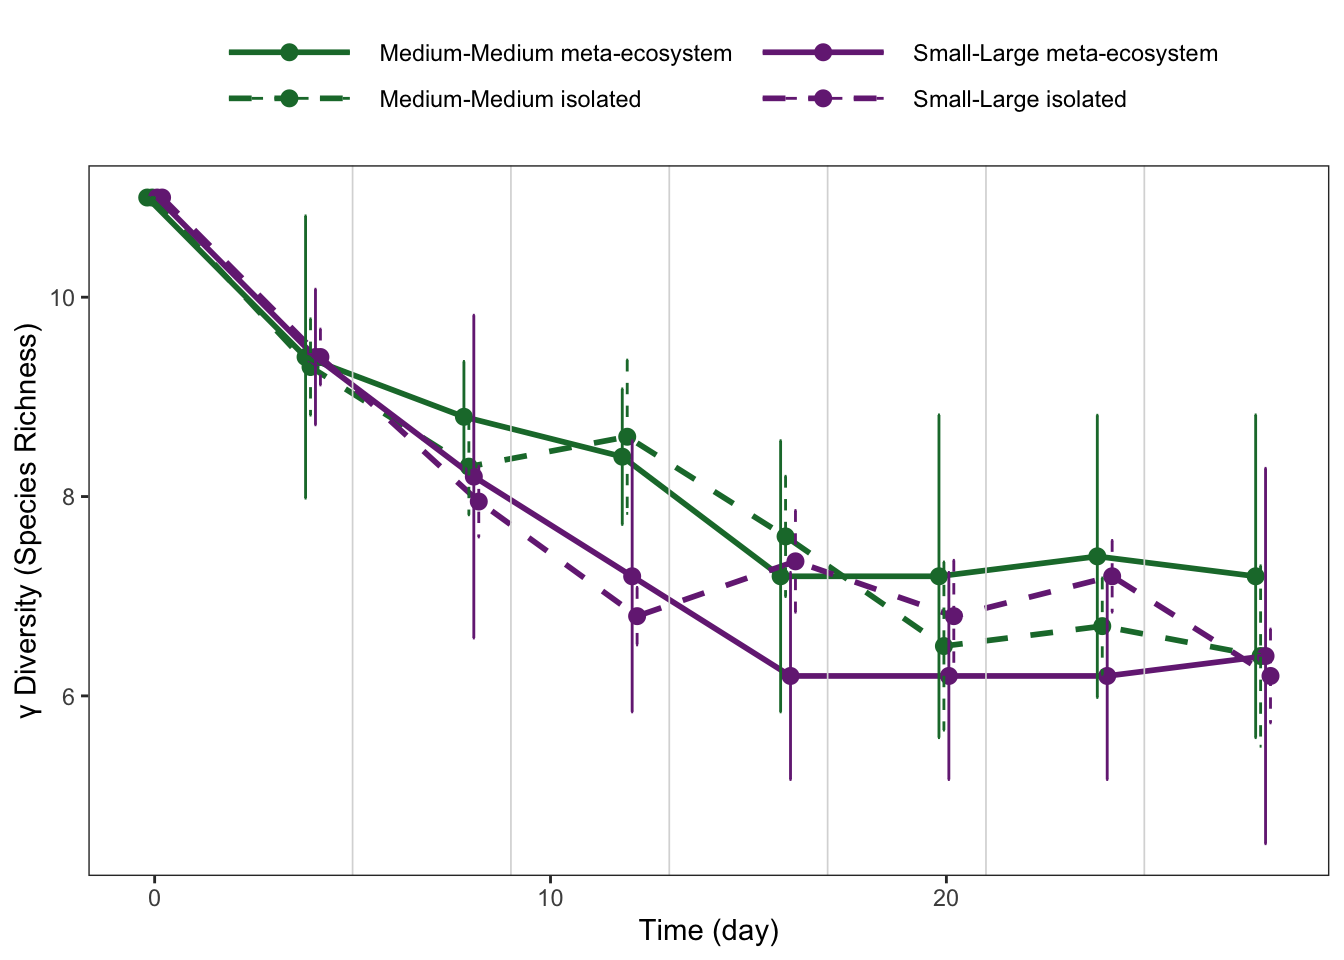 Medium-Medium meta-ecosystem
Small-Large meta-ecosystem
Medium-Medium isolated
Small-Large isolated
γ Diversity (Species Richness)
10
8
6
0
10
20
Time (day)